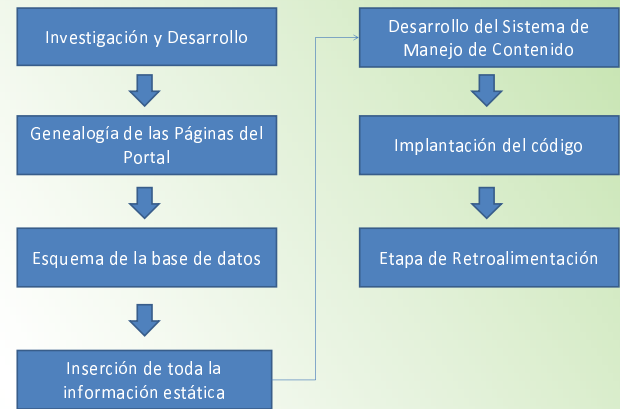 Investigación y Desarrollo
Genealogía de las Páginas del
Portal
Esquema de la base de datos
Inserción de toda la
información estática
Desarrollo del Sistema de
Manejo de Contenido
Implantación del código
Etapa de Retroalimentación